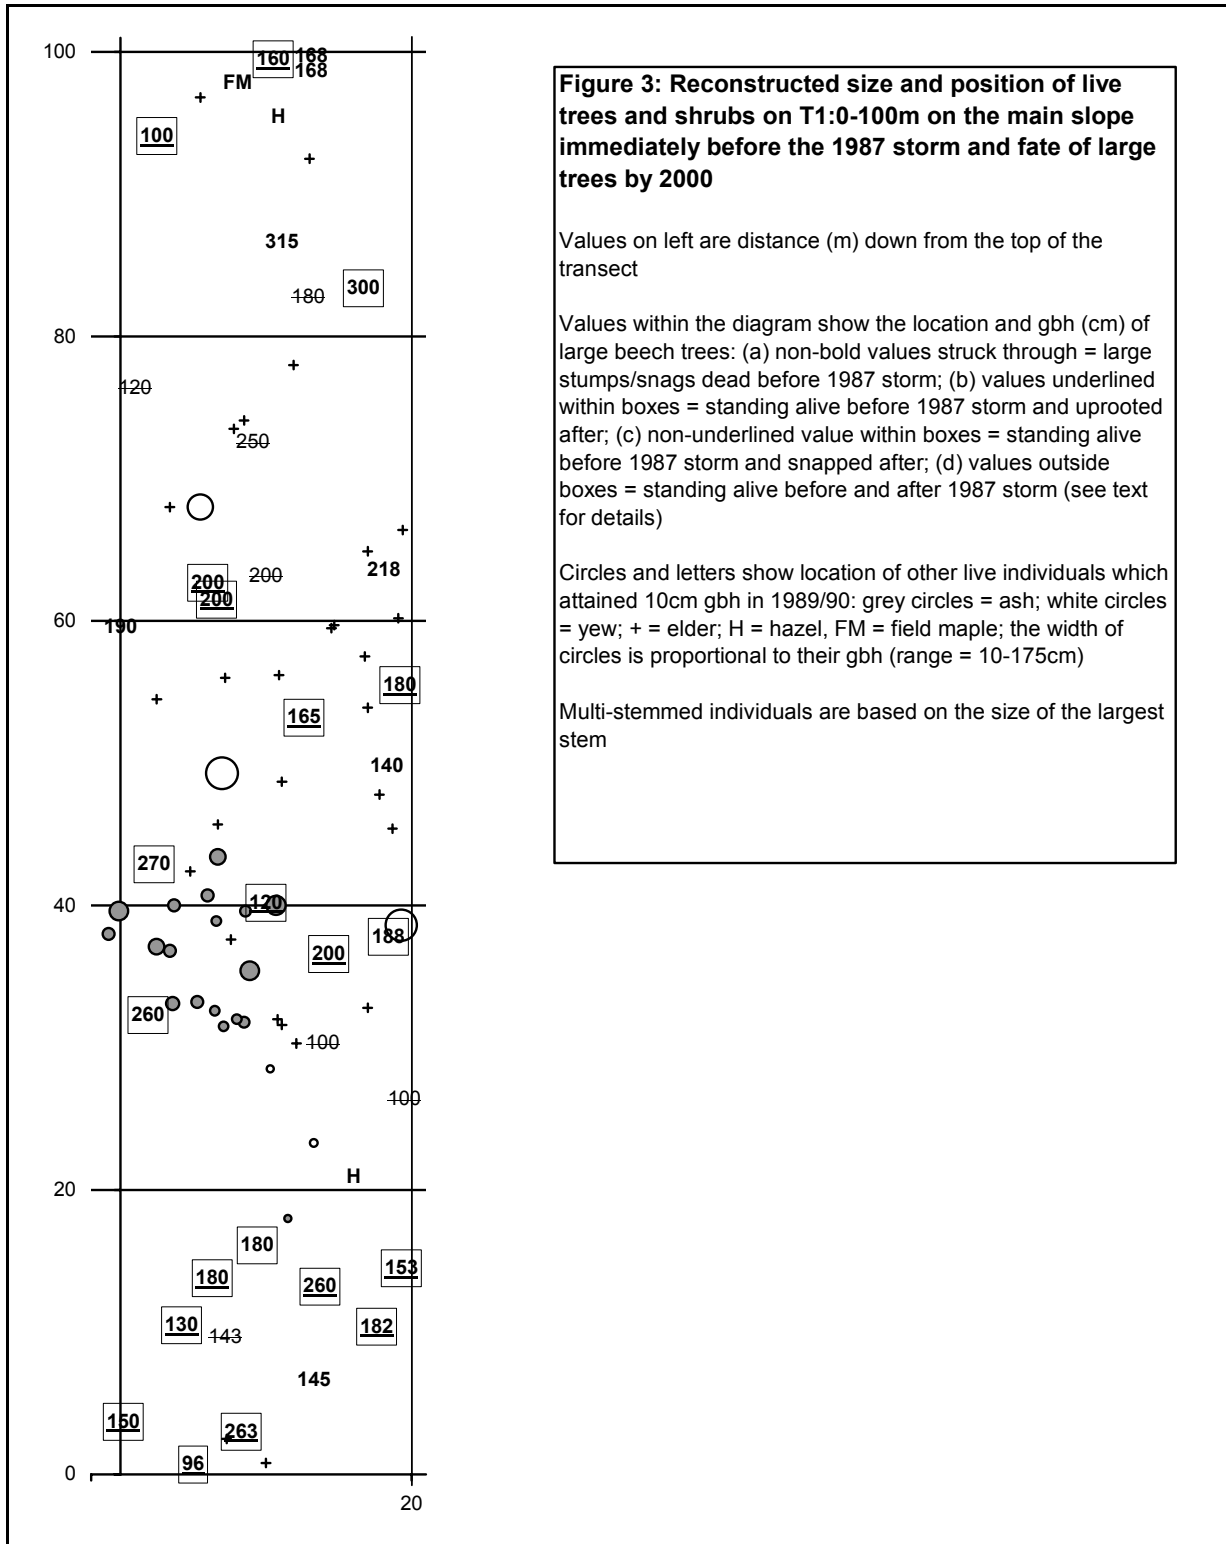 100
160
168
168
FM
H
100
315
180
300
80
120
250
200
218
200
200
60
190
180
165
140
270
40
120
188
200
260
100
100
H
20
180
153
180
260
130
182
143
145
150
263
96
0
20
Figure 3: Reconstructed size and position of live
trees and shrubs on T1:0-100m on the main slope
immediately before the 1987 storm and fate of large
trees by 2000
Values on left are distance (m) down from the top of the
transect
Values within the diagram show the location and gbh (cm) of
large beech trees: (a) non-bold values struck through = large
stumps/snags dead before 1987 storm; (b) values underlined
within boxes = standing alive before 1987 storm and uprooted
after; (c) non-underlined value within boxes = standing alive
before 1987 storm and snapped after; (d) values outside
boxes = standing alive before and after 1987 storm (see text
for details)
Circles and letters show location of other live individuals which
attained 10cm gbh in 1989/90: grey circles = ash; white circles
= yew; + = elder; H = hazel, FM = field maple; the width of
circles is proportional to their gbh (range = 10-175cm)
Multi-stemmed individuals are based on the size of the largest
stem